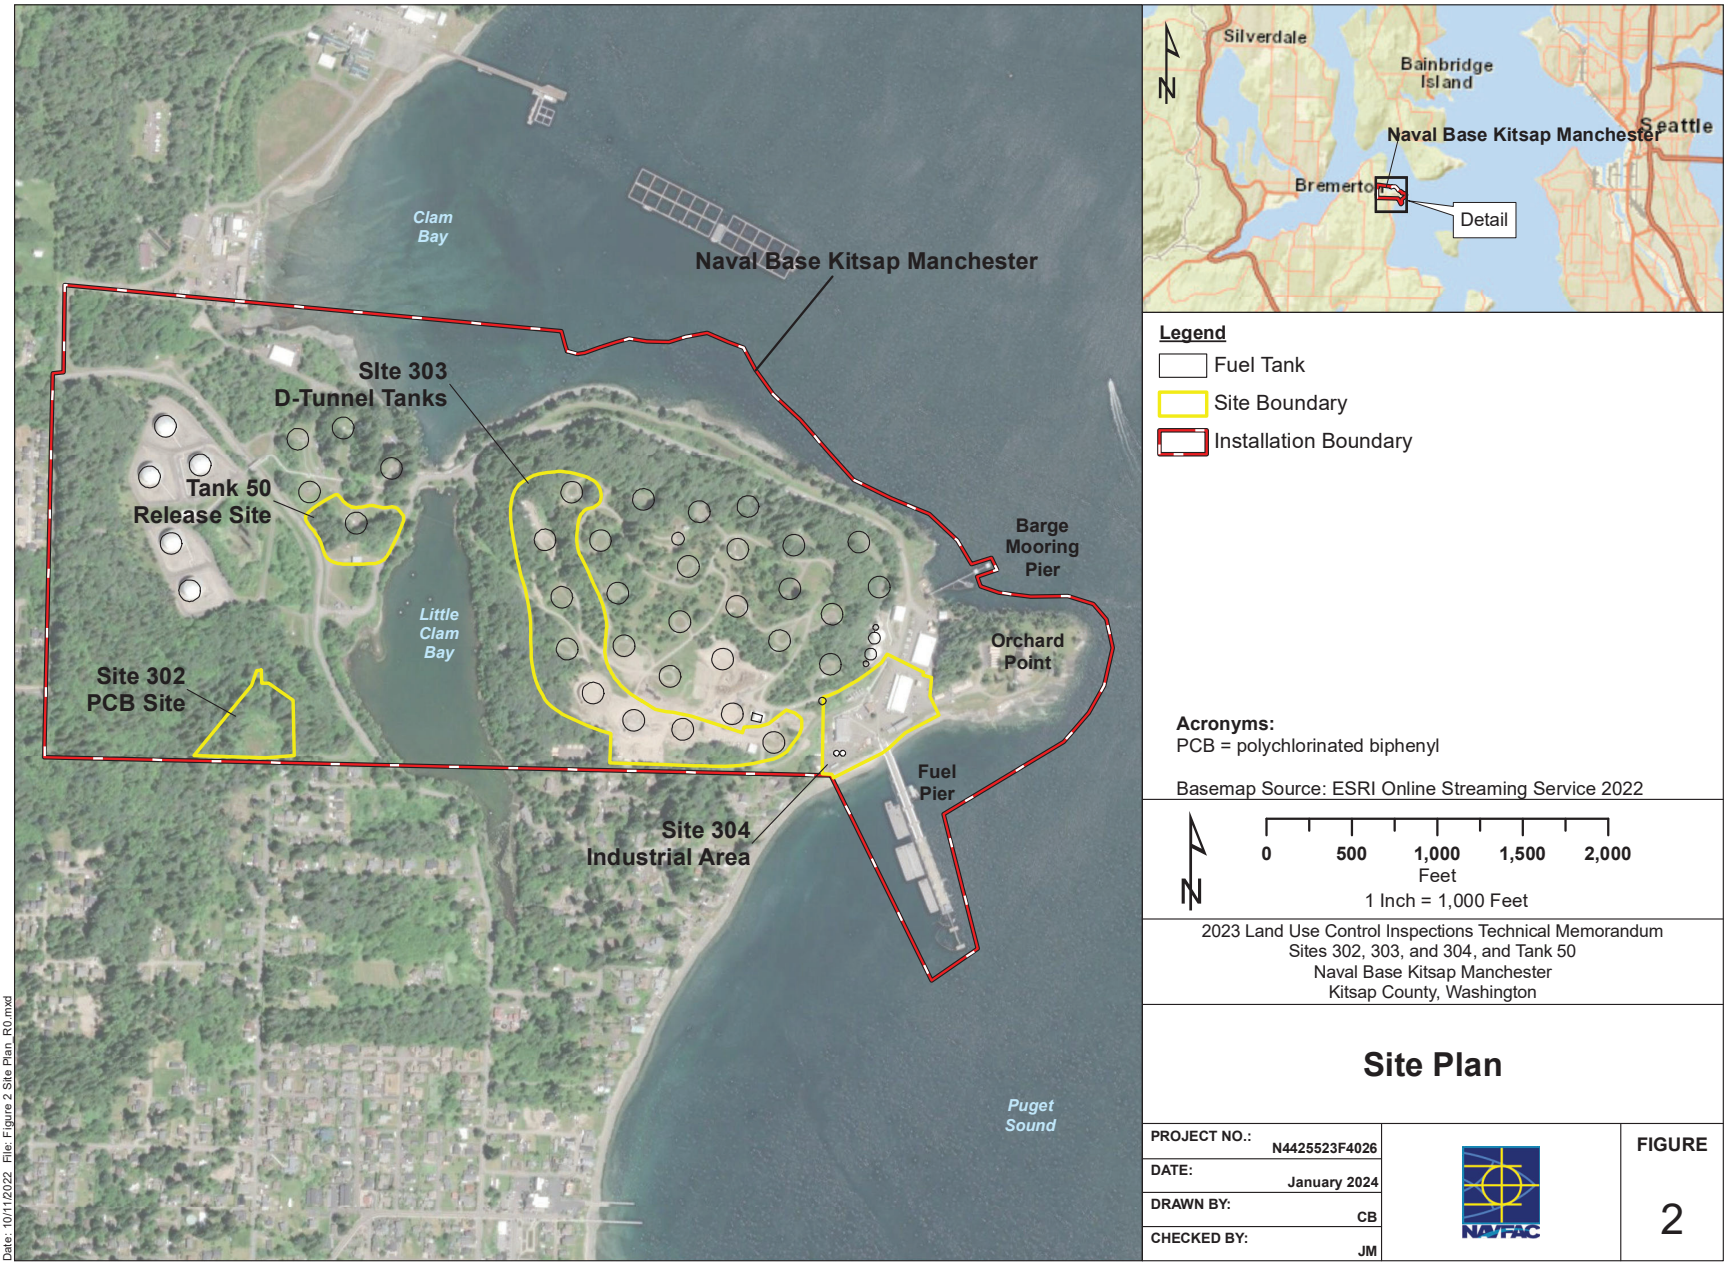 Clam
Bay
Naval Base Kitsap Manchester
SIte 303
D-Tunnel Tanks
Tank 50
Release Site
Barge
Mooring
Pier
Little
Clam
Bay
Orchard
Point
Site 302
PCB Site
Fuel
Pier
Site 304
Industrial Area
Puget
Sound
Date: 10/11/2022 File: Figure 2 Site Plan_R0.mxd
N
Silverdale
Bainbridge
Island
Seattle
Naval Base Kitsap Manchester
Bremerto
Detail
Legend
Fuel Tank
Site Boundary
Installation Boundary
Acronyms:
PCB = polychlorinated biphenyl
Basemap Source: ESRI Online Streaming Service 2022
N
0 500 1,000 1,500 2,000
Feet
1 Inch = 1,000 Feet
2023 Land Use Control Inspections Technical Memorandum
Sites 302, 303, and 304, and Tank 50
Naval Base Kitsap Manchester
Kitsap County, Washington
Site Plan
PROJECT NO.: N4425523F4026
DATE: January 2024
DRAWN BY: CB
CHECKED BY: JM
NAVFAC
FIGURE
2